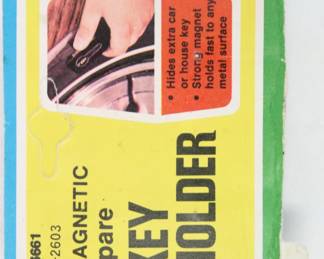 6661
-2603
AGNETIC
pare
KEY
HOLDER
• Hides extra car
or house key
• Strong magnet
holds fast to any
metal surface